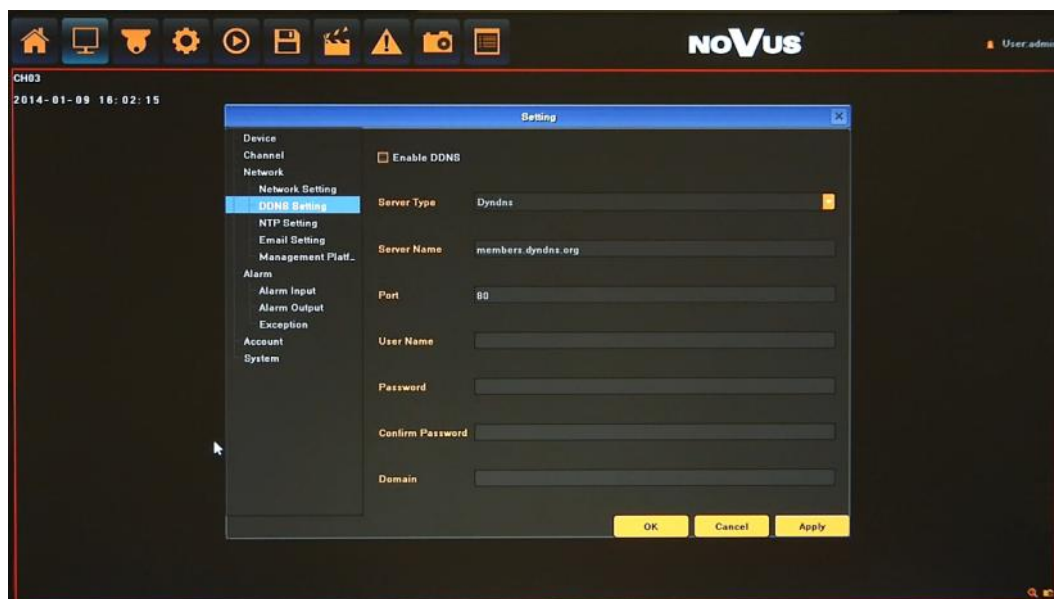 NOVUS
User:adm
CH03
2014-01-09 16:02:15
Setting
Device
Channel
Network
Network Setting
DDNS Setting
NTP Setting
Email Setting
Management Platf_
Alarm
Alarm Input
Alarm Output
Exception
Account
System
Enable DDNS
Server Type Dyndns
Server Name members.dyndns.org
Port 80
User Name
Password
Confirm Password
Domain
OK Cancel Apply